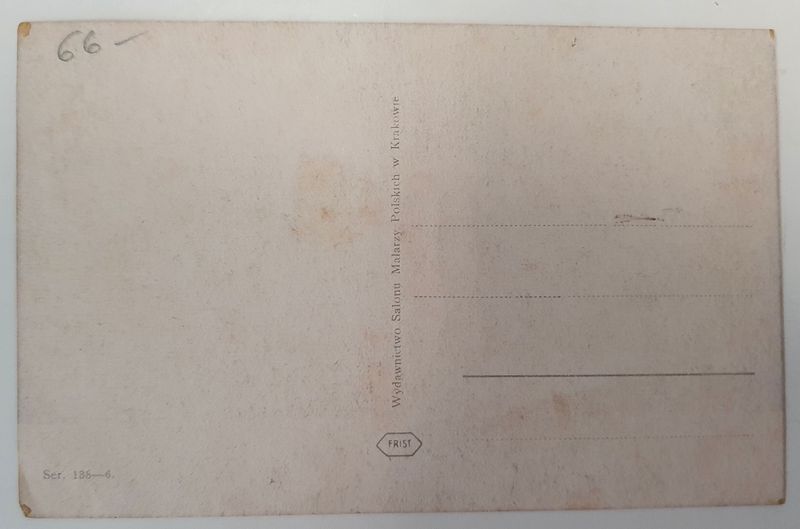 66 –
Wydawnictwo Salonu Malarzy Polskich w Krakowie
FRIST
Ser. 138—6.